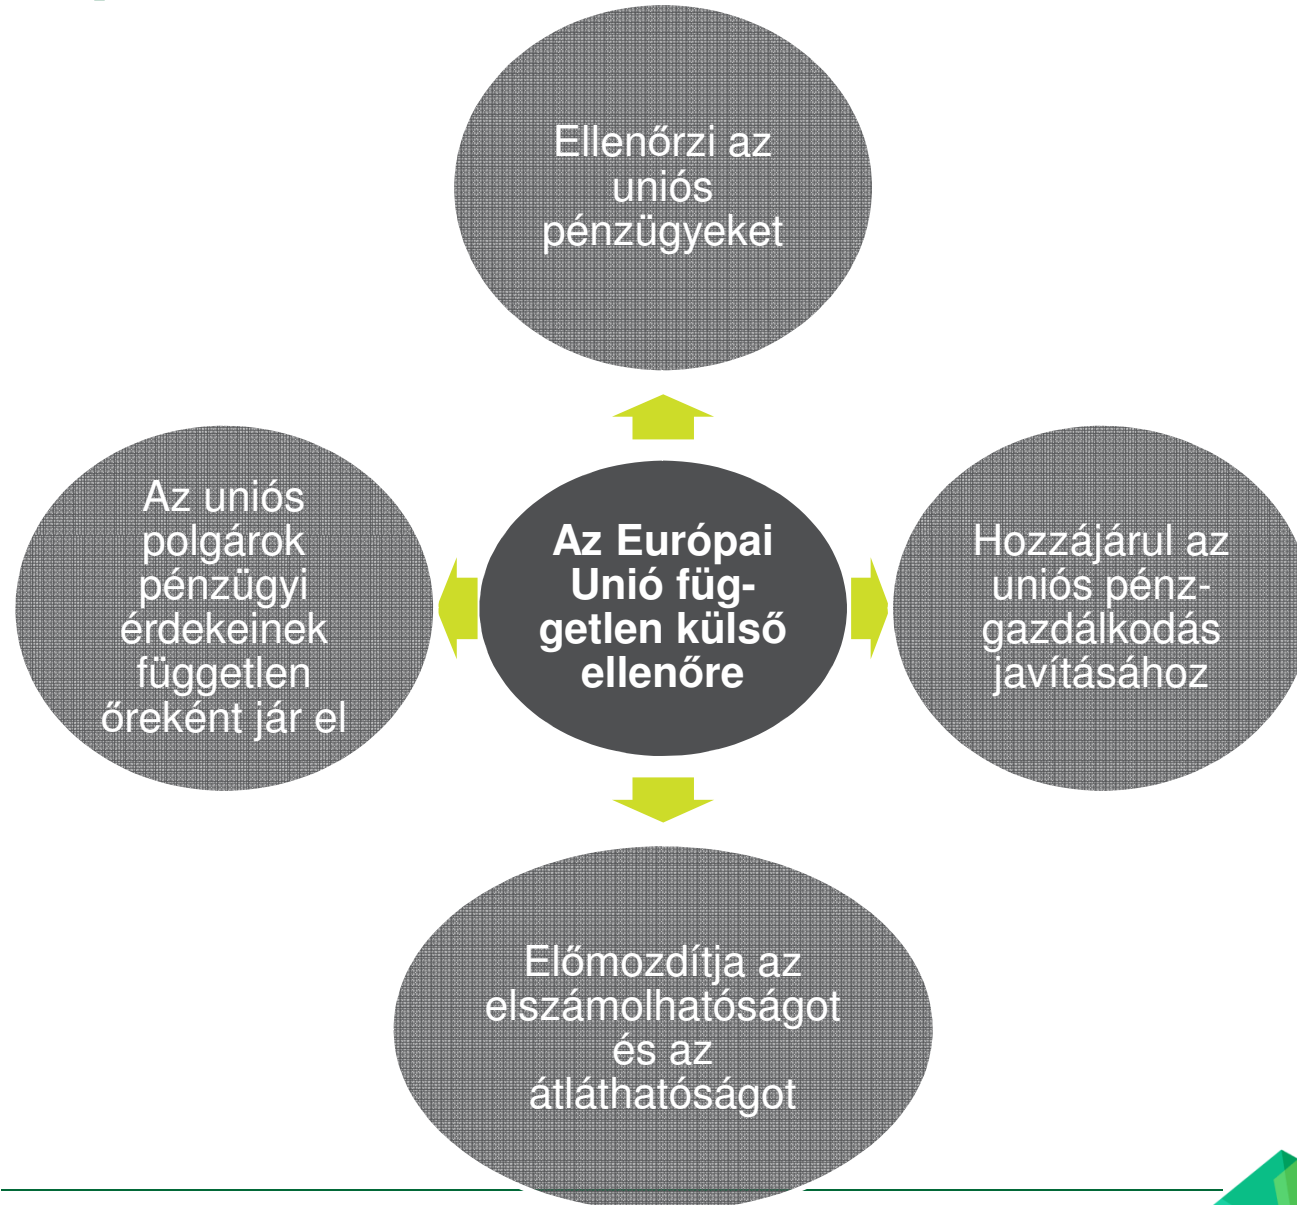 Ellenőrzi az
uniós
pénzügyeket
Az uniós
polgárok
pénzügyi
érdekeinek
független
őreként jár el
Az Európai
Unió füg-
getlen külső
ellenőre
Hozzájárul az
uniós pénz-
gazdálkodás
javításához
Előmozdítja az
elszámolhatóságot
és az
átláthatóságot